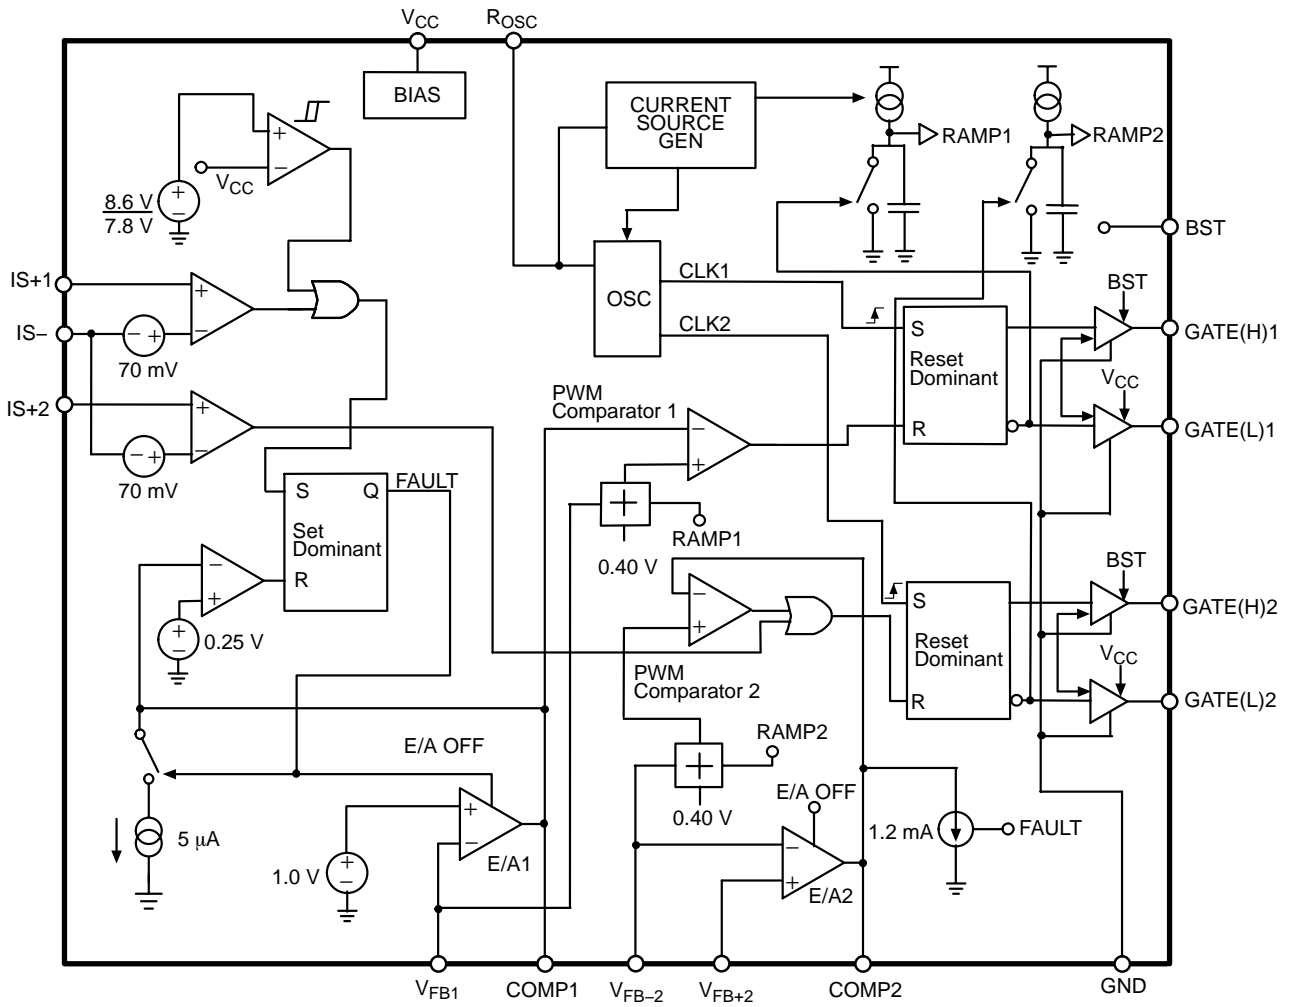 VCC
ROSC
BIAS
CURRENT
SOURCE
GEN
RAMP1
RAMP2
+
−
VCC
8.6 V
7.8 V
+
−
BST
IS+1
IS−
IS+2
+
−
− +
70 mV
+
−
− +
70 mV
OSC
CLK1
CLK2
S
Reset
Dominant
R
BST
GATE(H)1
VCC
GATE(L)1
PWM
Comparator 1
−
+
+
RAMP1
0.40 V
S
Q
FAULT
Set
Dominant
R
−
+
+
−
0.25 V
−
+
PWM
Comparator 2
S
Reset
Dominant
R
BST
GATE(H)2
VCC
GATE(L)2
RAMP2
+
0.40 V
E/A OFF
E/A OFF
5 μA
+
−
E/A1
1.0 V
+
−
−
+
E/A2
1.2 mA
FAULT
VFB1
COMP1
VFB−2
VFB+2
COMP2
GND